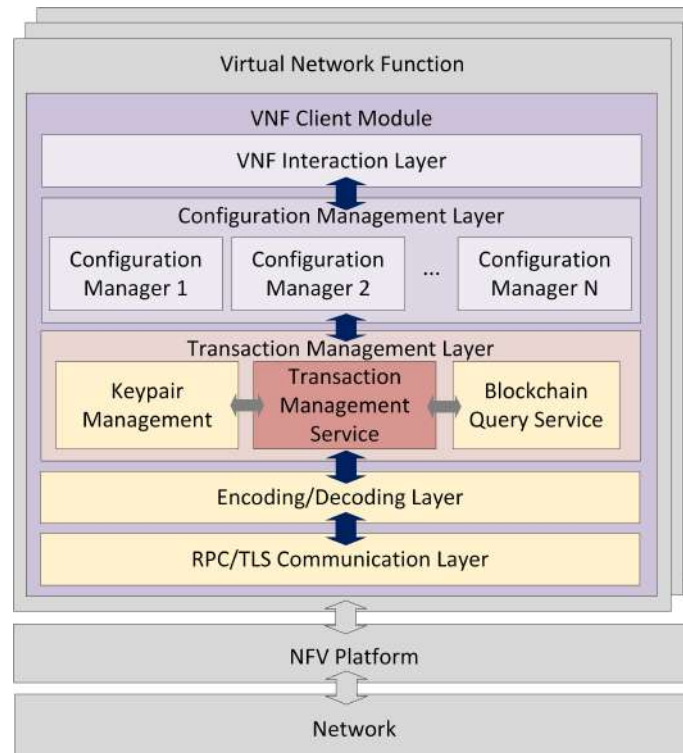 Virtual Network Function
VNF Client Module
VNF Interaction Layer
Configuration Management Layer
Configuration
Manager 1
Configuration
Manager 2
...
Configuration
Manager N
Transaction Management Layer
Keypair
Management
Transaction
Management
Service
Blockchain
Query Service
Encoding/Decoding Layer
RPC/TLS Communication Layer
NFV Platform
Network